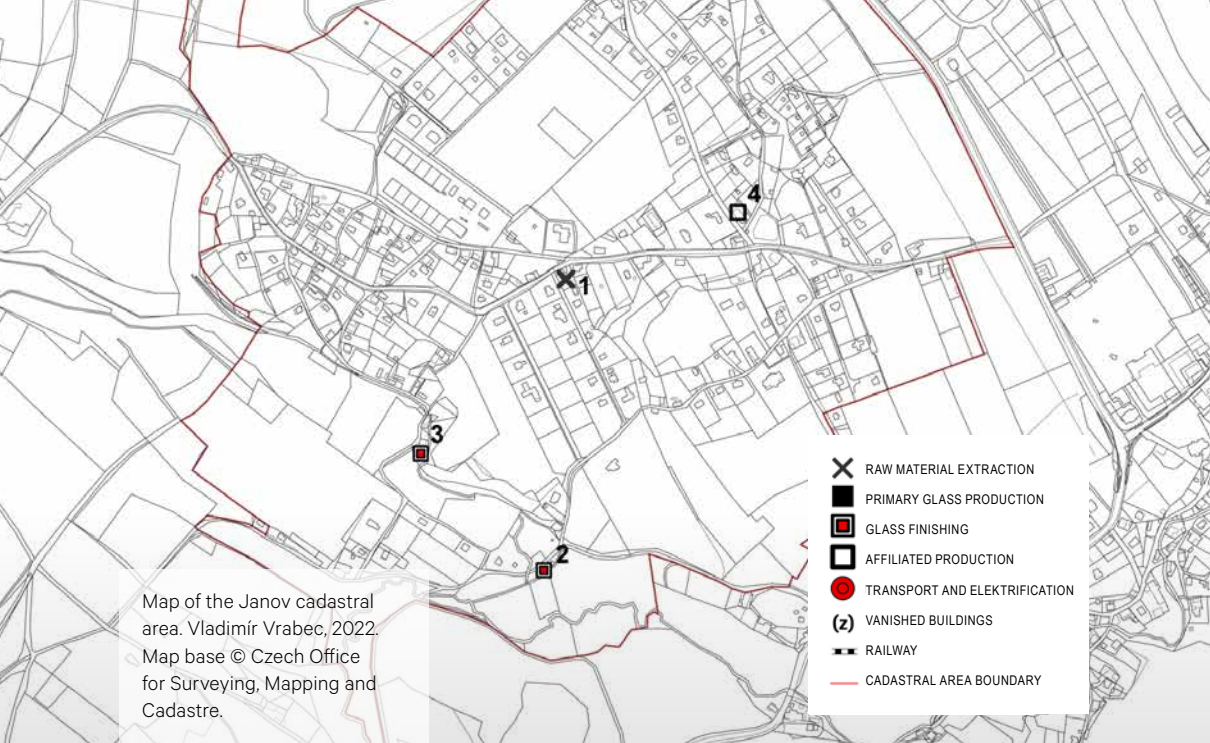 4
1
3
2
RAW MATERIAL EXTRACTION
PRIMARY GLASS PRODUCTION
GLASS FINISHING
AFFILIATED PRODUCTION
TRANSPORT AND ELEKTRIFICATION
(z) VANISHED BUILDINGS
RAILWAY
CADASTRAL AREA BOUNDARY
Map of the Janov cadastral
area. Vladimír Vrabec, 2022.
Map base © Czech Office
for Surveying, Mapping and
Cadastre.